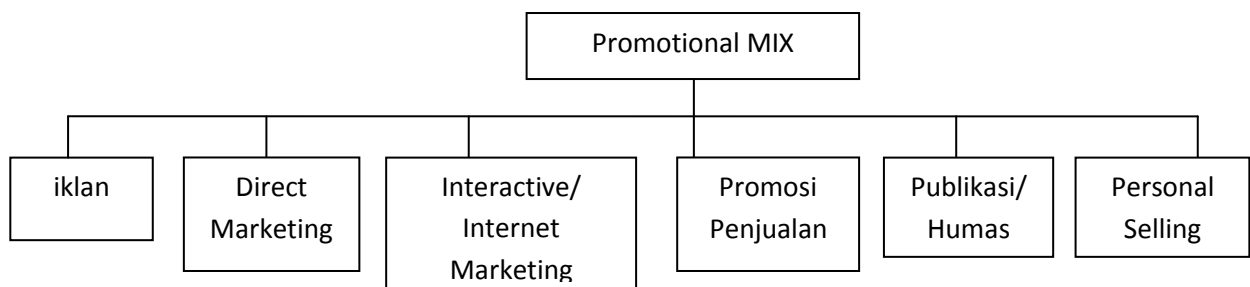 Promotional MIX
iklan
Direct
Marketing
Interactive/
Internet
Marketing
Promosi
Penjualan
Publikasi/
Humas
Personal
Selling